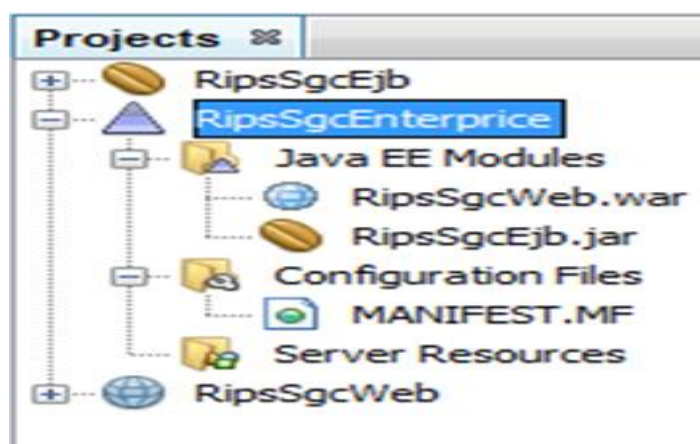 Projects
RipsSgcEjb
RipsSgcEnterprice
Java EE Modules
RipsSgcWeb.war
RipsSgcEjb.jar
Configuration Files
MANIFEST.MF
Server Resources
RipsSgcWeb